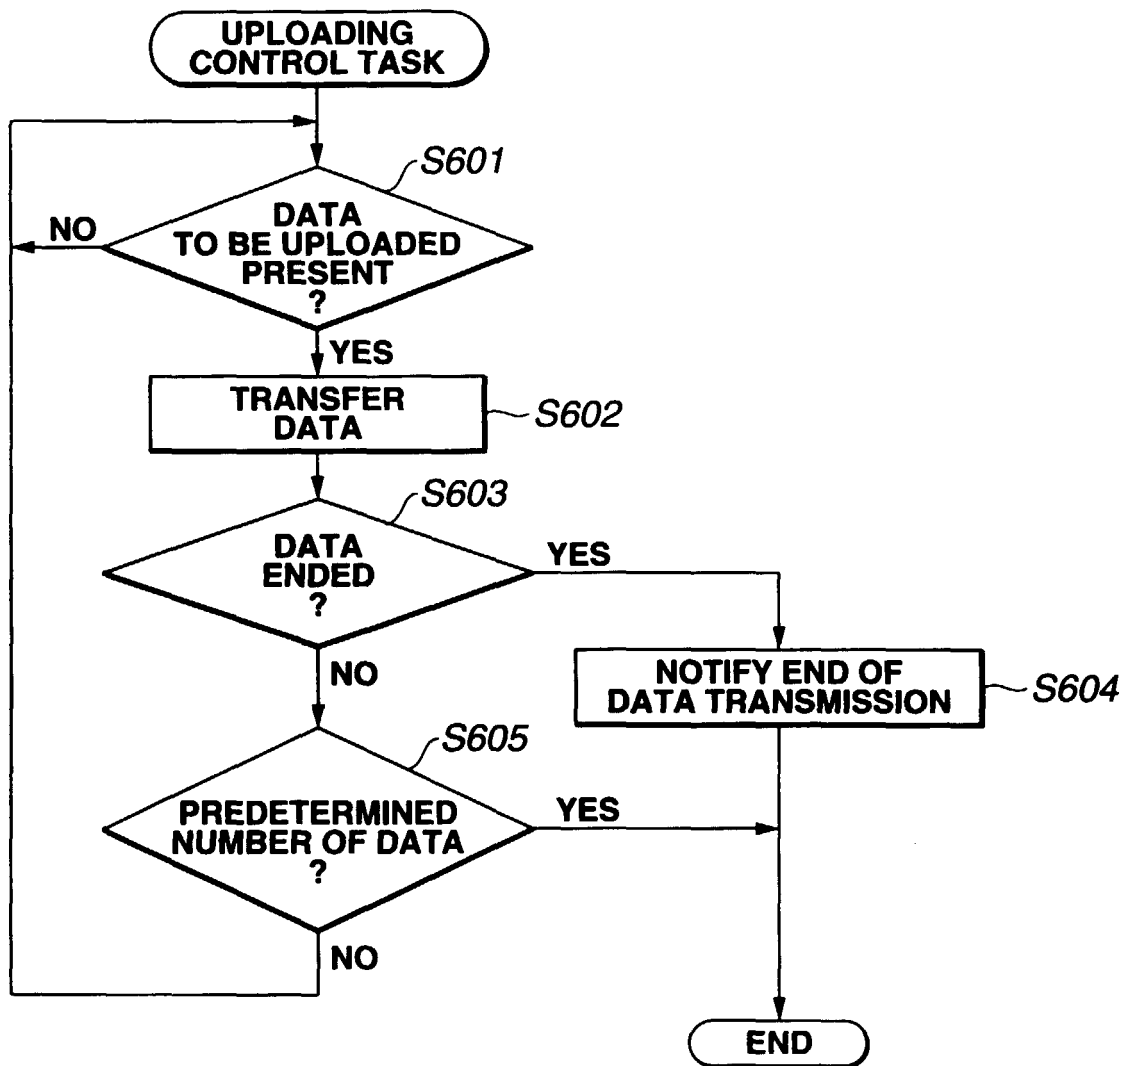 UPLOADING
CONTROL TASK
S601
DATA
TO BE UPLOADED
PRESENT
?
NO
YES
TRANSFER
DATA
S602
S603
DATA
ENDED
?
YES
NO
NOTIFY END OF
DATA TRANSMISSION
S604
S605
PREDETERMINED
NUMBER OF DATA
?
YES
NO
END